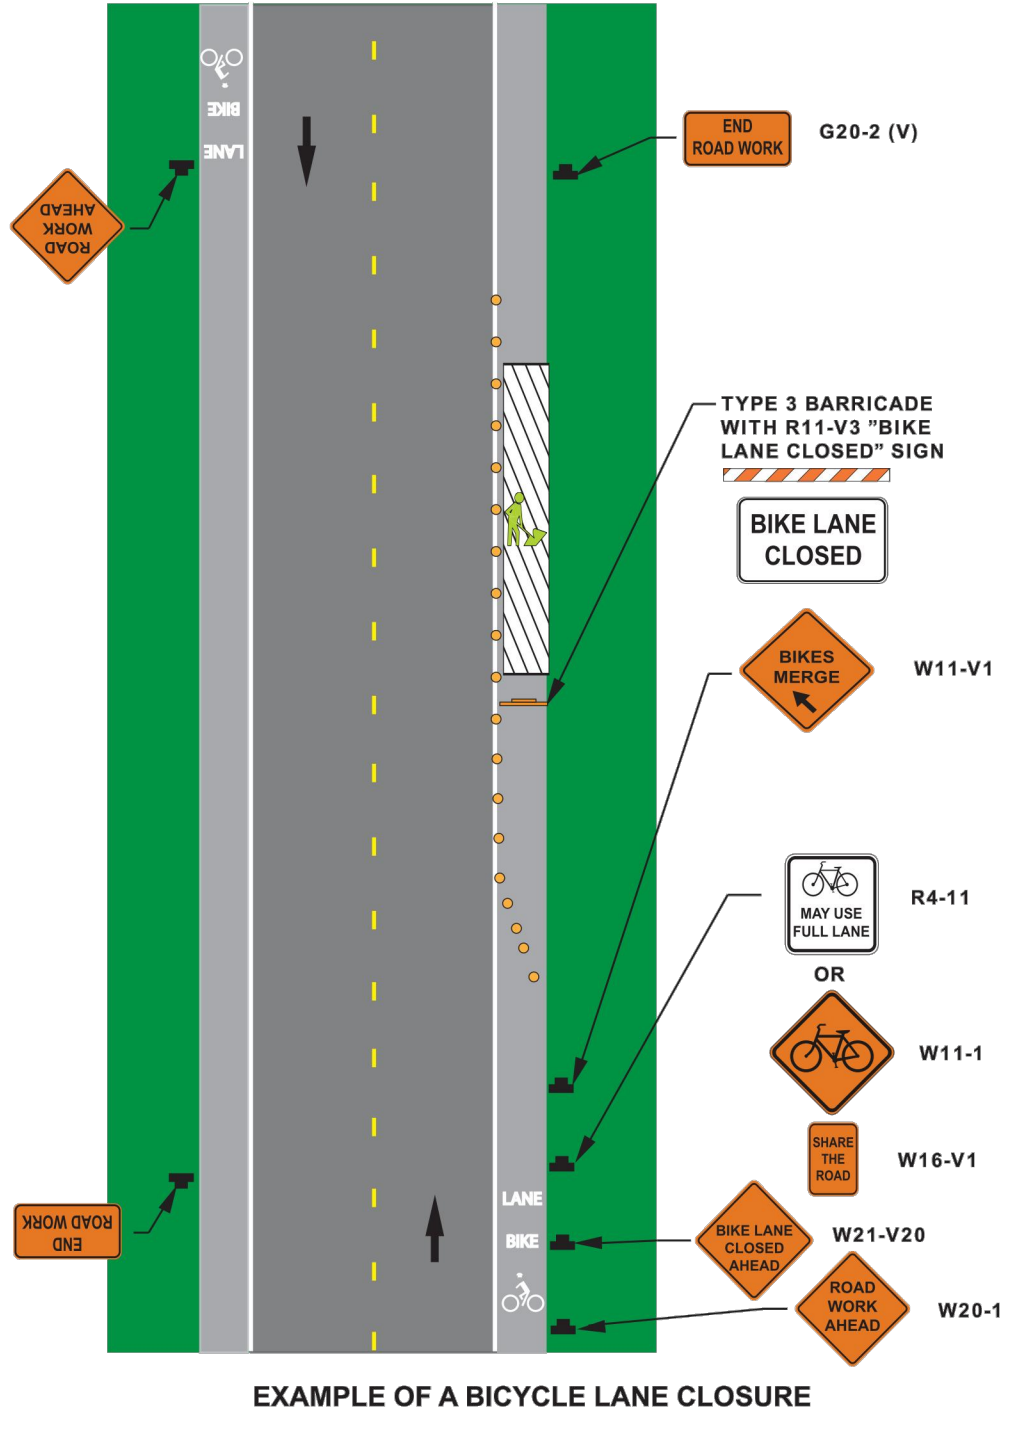 BIKE
LANE
END
ROAD WORK
G20-2 (V)
ROAD
WORK
AHEAD
TYPE 3 BARRICADE
WITH R11-V3 ”BIKE
LANE CLOSED” SIGN
BIKE LANE
CLOSED
BIKES
MERGE
W11-V1
MAY USE
FULL LANE
R4-11
OR
W11-1
SHARE
THE
ROAD
W16-V1
LANE
BIKE
END
ROAD WORK
BIKE LANE
CLOSED
AHEAD
W21-V20
ROAD
WORK
AHEAD
W20-1
EXAMPLE OF A BICYCLE LANE CLOSURE